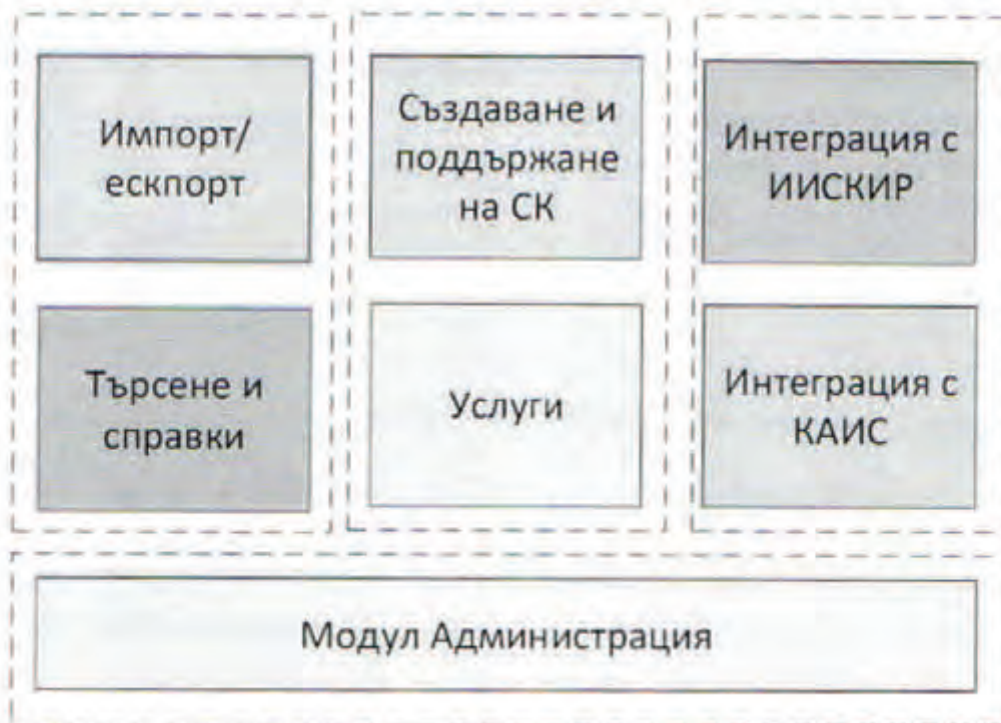 Импорт/
ескпорт
Създаване и
поддържане
на СК
Интеграция с
ИИСКИР
Търсене и
справки
Услуги
Интеграция с
КАИС
Модул Администрация